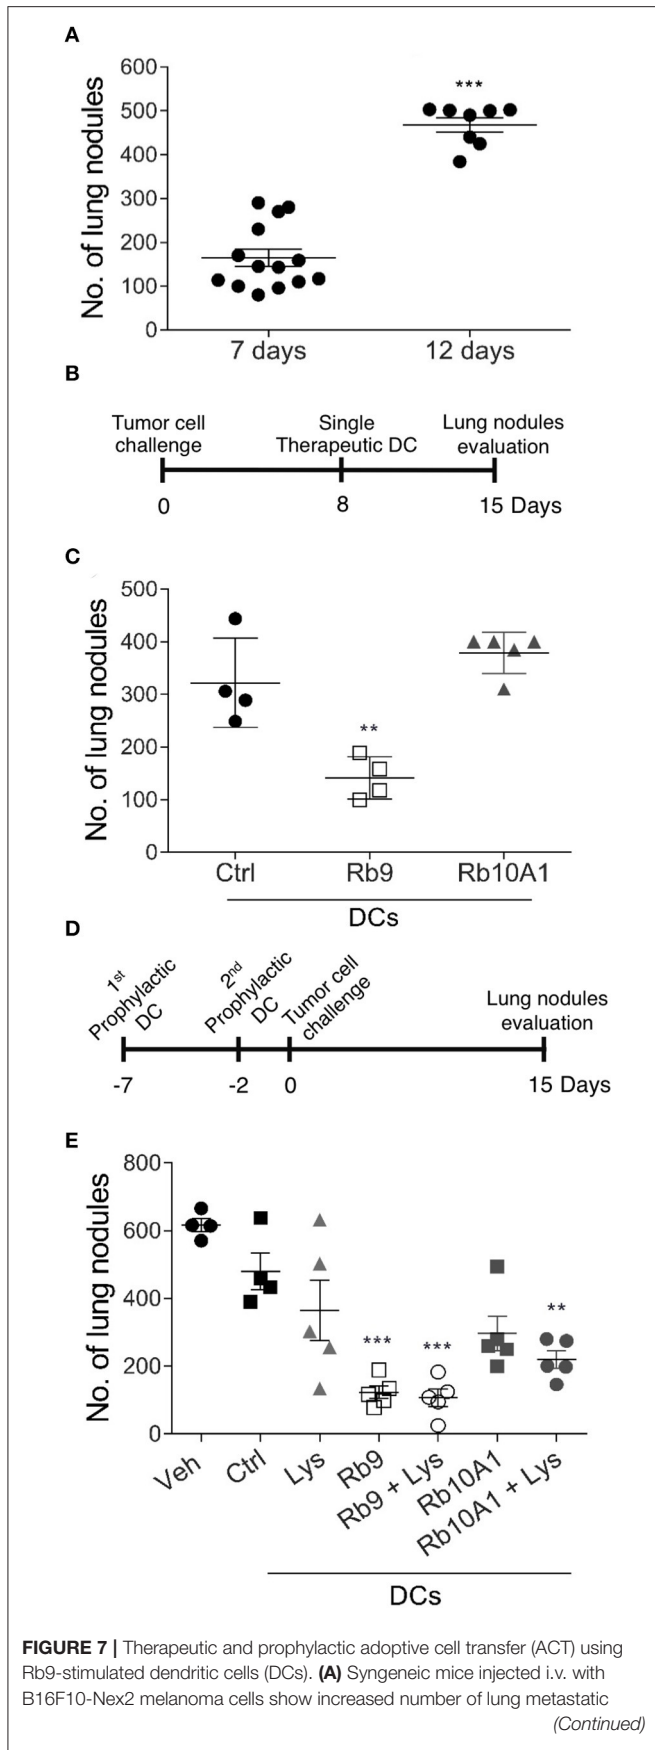 A
600
500
400
300
200
100
0
No. of lung nodules
***
7 days
12 days
B
Tumor cell
challenge
Single
Therapeutic DC
Lung nodules
evaluation
0
8
15 Days
C
500
400
300
200
100
0
No. of lung nodules
**
Ctrl
Rb9
Rb10A1
DCs
D
1st
Prophylactic
DC
2nd
Prophylactic
DC
Tumor cell
challenge
Lung nodules
evaluation
-7
-2
0
15 Days
E
800
600
400
200
0
No. of lung nodules
***
***
**
Veh
Ctrl
Lys
Rb9
Rb9 + Lys
Rb10A1
Rb10A1 + Lys
DCs
FIGURE 7 | Therapeutic and prophylactic adoptive cell transfer (ACT) using
Rb9-stimulated dendritic cells (DCs). (A) Syngeneic mice injected i.v. with
B16F10-Nex2 melanoma cells show increased number of lung metastatic
(Continued)